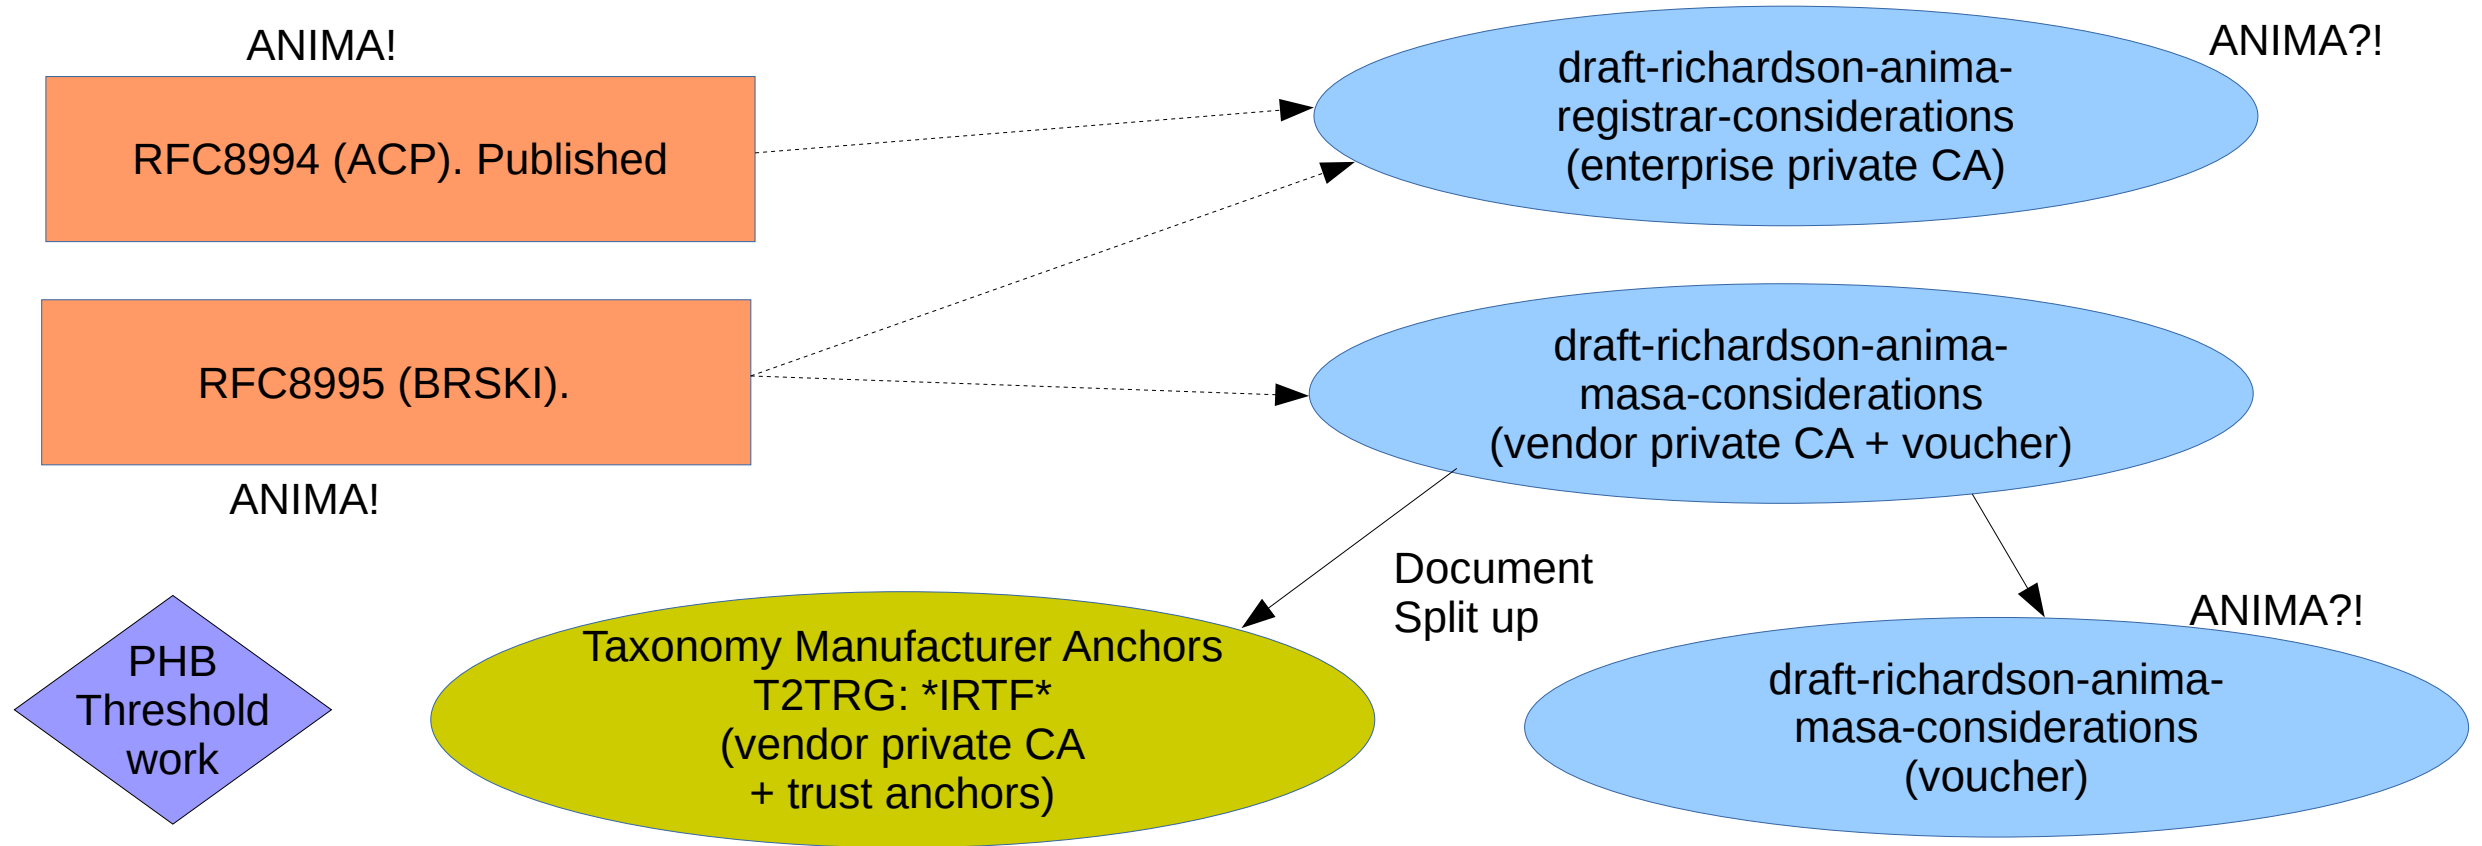 ANIMA!
RFC8994 (ACP). Published
draft-richardson-anima-
registrar-considerations
(enterprise private CA)
ANIMA?!
RFC8995 (BRSKI).
ANIMA!
draft-richardson-anima-
masa-considerations
(vendor private CA + voucher)
Document
Split up
PHB
Threshold
work
Taxonomy Manufacturer Anchors
T2TRG: *IRTF*
(vendor private CA
+ trust anchors)
ANIMA?!
draft-richardson-anima-
masa-considerations
(voucher)